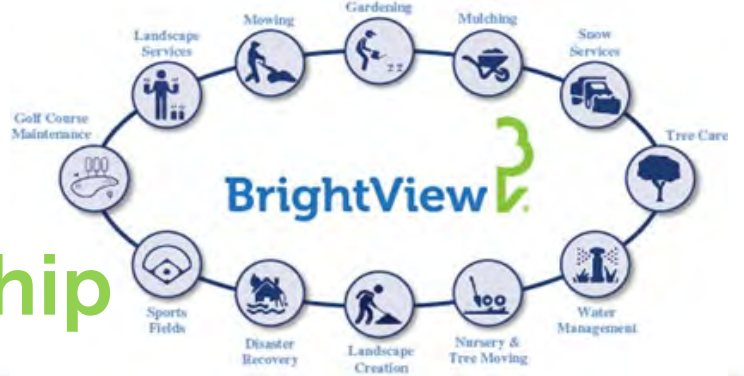 Gardening
Mowing
Mulching
Landscape
Services
Snow
Services
Golf Course
Maintenance
Tree Care
BrightView
hip
Sports
Fields
Water
Management
Disaster
Recovery
Landscape
Creation
Nursery &
Tree Moving